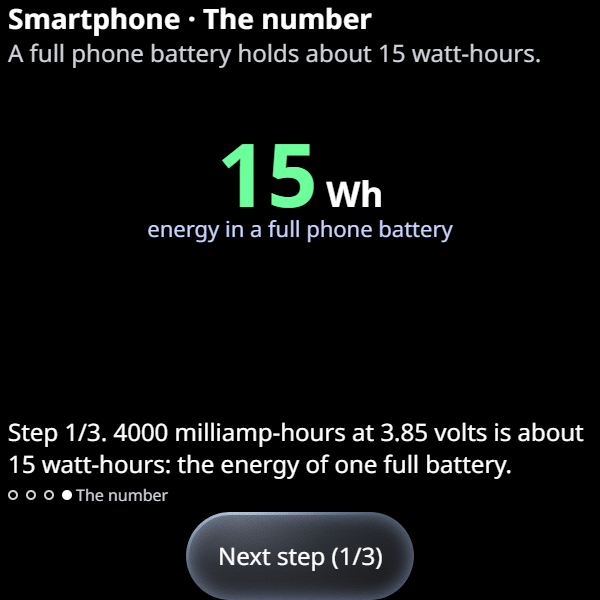 Smartphone · The number
A full phone battery holds about 15 watt-hours.
15 Wh
energy in a full phone battery
Step 1/3. 4000 milliamp-hours at 3.85 volts is about
15 watt-hours: the energy of one full battery.
The number
Next step (1/3)